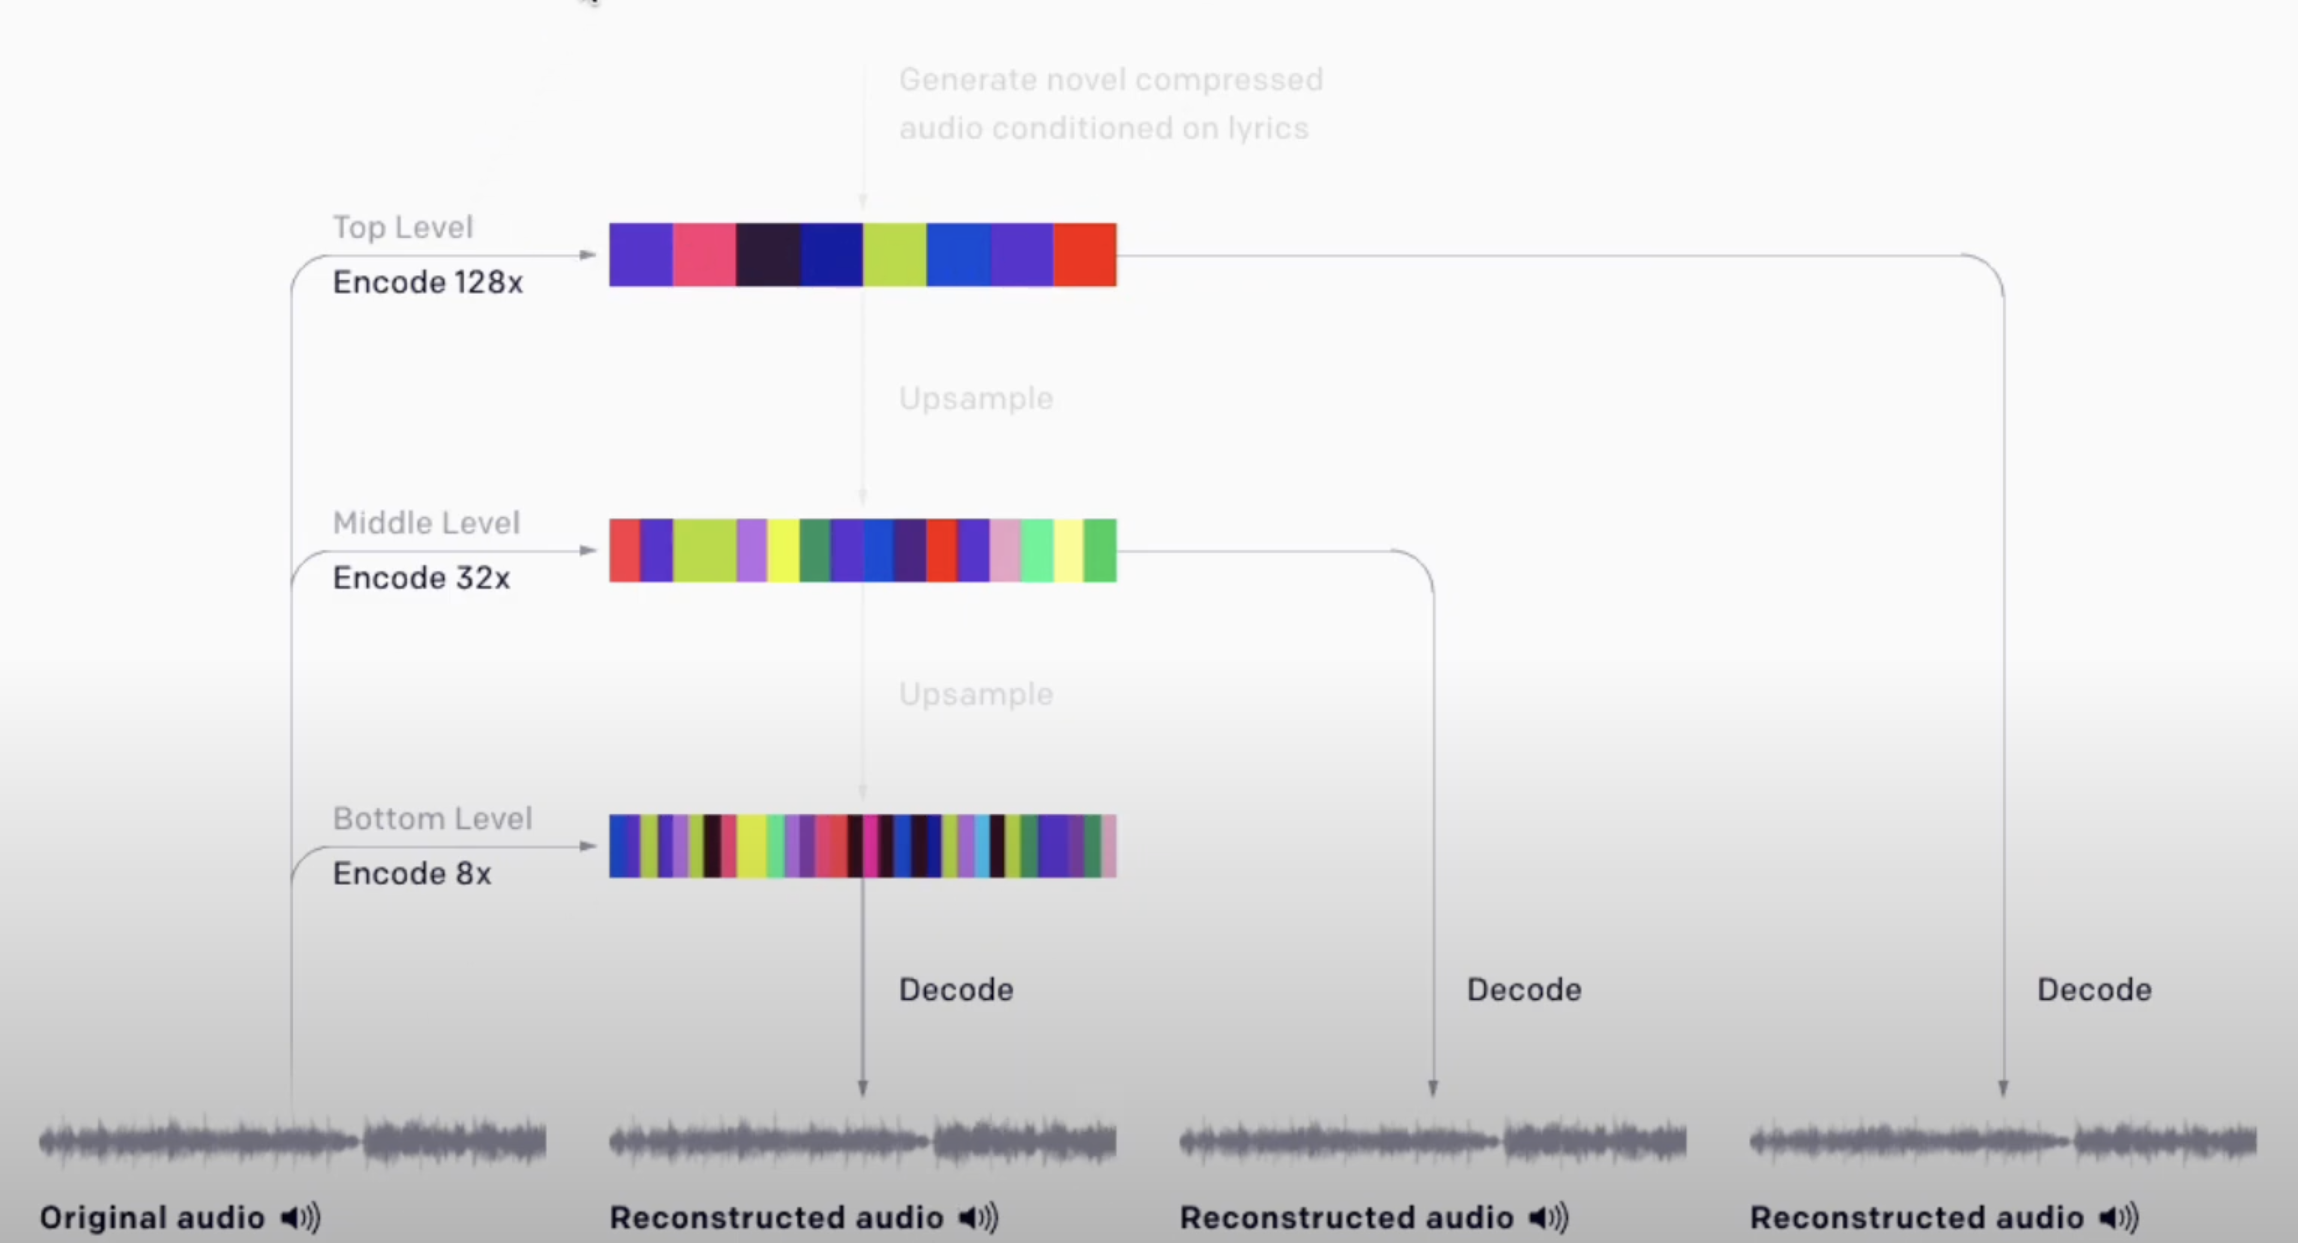 Generate novel compressed
audio conditioned on lyrics
Top Level
Encode 128x
Upsample
Middle Level
Encode 32x
Upsample
Bottom Level
Encode 8x
Decode
Decode
Decode
Original audio
Reconstructed audio
Reconstructed audio
Reconstructed audio